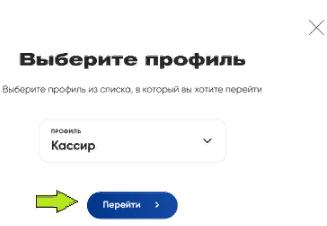 Выберите профиль
Выберите профиль из списка, в который вы хотите перейти
ПРОФИЛЬ
Кассир
Перейти